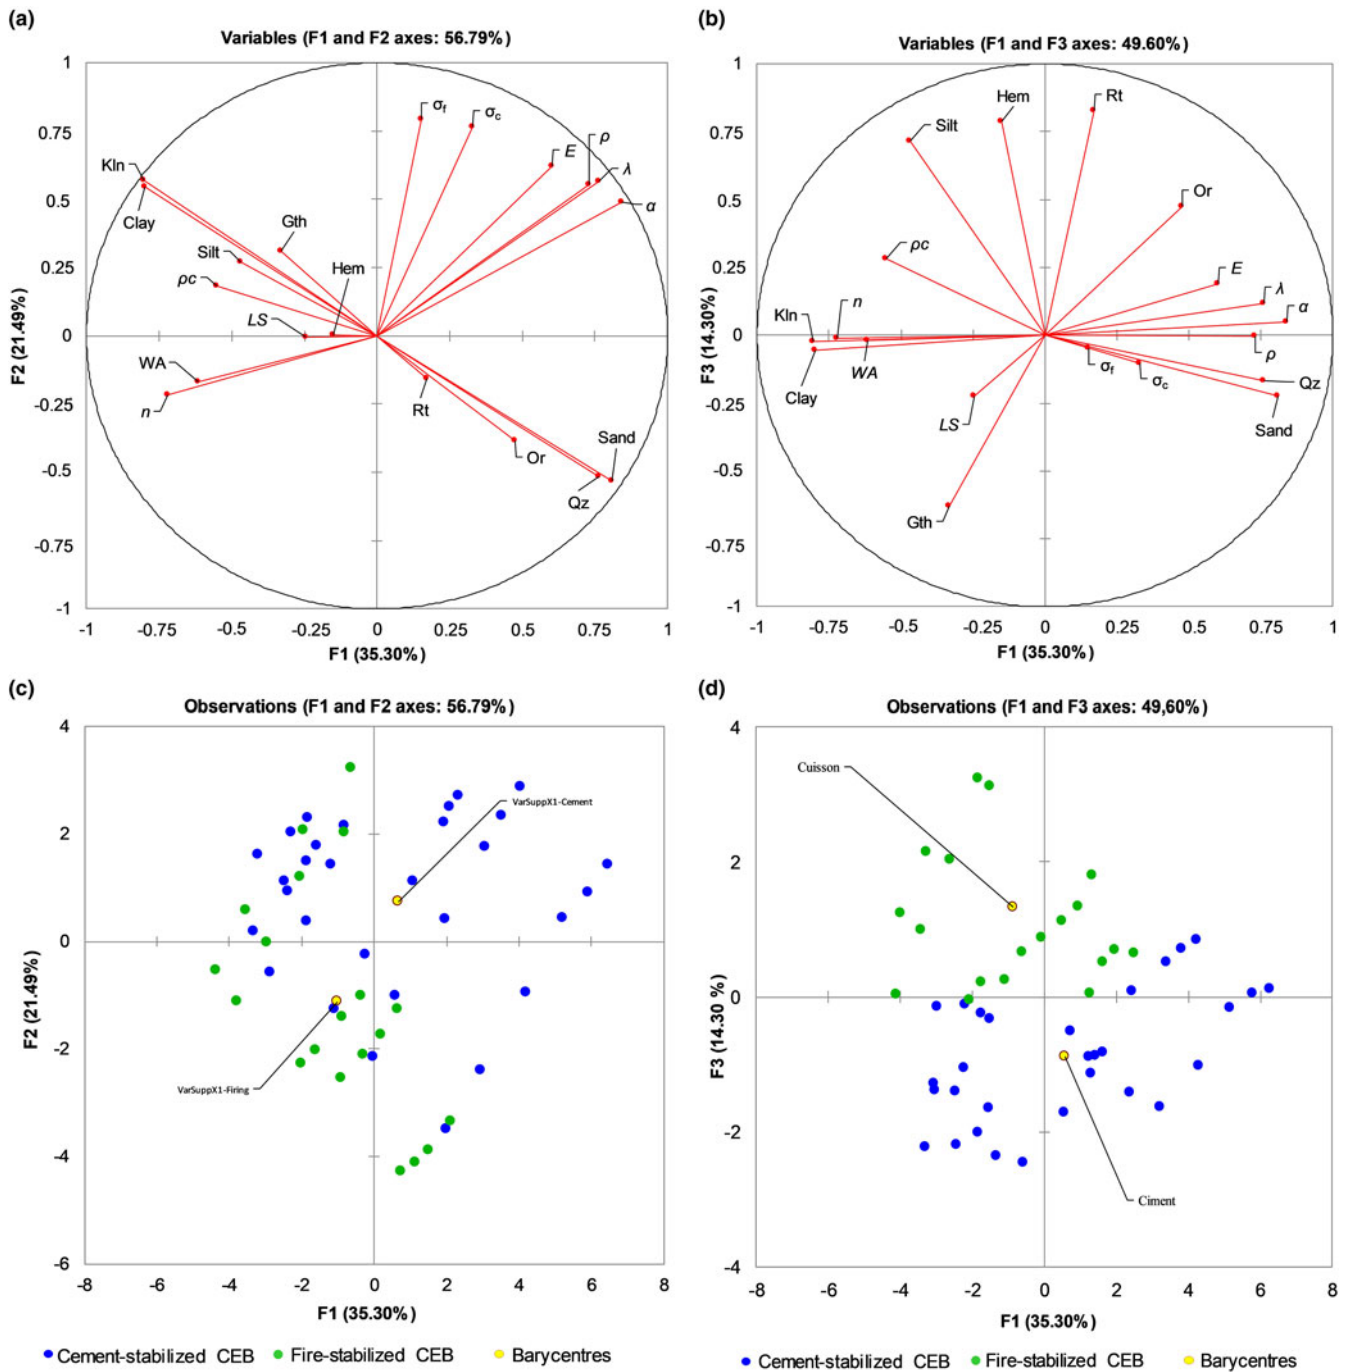 (a)
Variables (F1 and F2 axes: 56.79%)
1
0.75
0.5
0.25
0
-0.25
-0.5
-0.75
-1
F2 (21.49%)
σf
σc
E
ρ
λ
α
Kln
Clay
Gth
Silt
Hem
ρc
LS
WA
n
Rt
Or
Sand
Qz
-1 -0.75 -0.5 -0.25 0 0.25 0.5 0.75 1
F1 (35.30%)
(b)
Variables (F1 and F3 axes: 49.60%)
1
0.75
0.5
0.25
0
-0.25
-0.5
-0.75
-1
F3 (14.30%)
Hem
Rt
Silt
Or
ρc
E
λ
α
n
Kln
Clay
WA
ρ
σf
σc
Qz
Sand
LS
Gth
-1 -0.75 -0.5 -0.25 0 0.25 0.5 0.75 1
F1 (35.30%)
(c)
Observations (F1 and F2 axes: 56.79%)
4
2
0
-2
-4
-6
F2 (21.49%)
VarSuppX1-Cement
VarSuppX1-Firing
-8 -6 -4 -2 0 2 4 6 8
F1 (35.30%)
Cement-stabilized CEB Fire-stabilized CEB Barycentres
(d)
Observations (F1 and F3 axes: 49,60%)
4
2
0
-2
-4
F3 (14.30 %)
Cuisson
Ciment
-8 -6 -4 -2 0 2 4 6 8
F1 (35.30%)
Cement-stabilized CEB Fire-stabilized CEB Barycentres